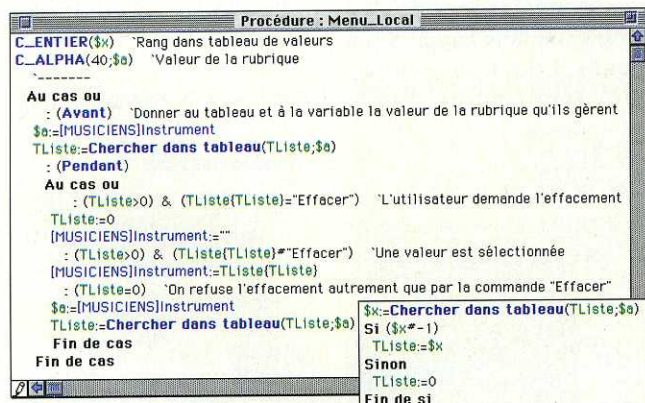 Procédure : Menu_Local
C_ENTIER($x) `Rang dans tableau de valeurs
C_ALPHA(40;$a) `Valeur de la rubrique
`-------
Au cas ou
: (Avant) `Donner au tableau et à la variable la valeur de la rubrique qu'ils gèrent
$a:=[MUSICIENS]Instrument
TListe:=Chercher dans tableau(TListe;$a)
: (Pendant)
Au cas ou
: (TListe>0) & (TListe{TListe}="Effacer") `L'utilisateur demande l'effacement
TListe:=0
[MUSICIENS]Instrument:=""
: (TListe>0) & (TListe{TListe}#"Effacer") `Une valeur est sélectionnée
[MUSICIENS]Instrument:=TListe{TListe}
: (TListe=0) `On refuse l'effacement autrement que par la commande "Effacer"
$a:=[MUSICIENS]Instrument
TListe:=Chercher dans tableau(TListe;$a)
Fin de cas
Fin de cas
$x:=Chercher dans tableau(TListe;$a)
Si ($x#-1)
TListe:=$x
Sinon
TListe:=0
Fin de si